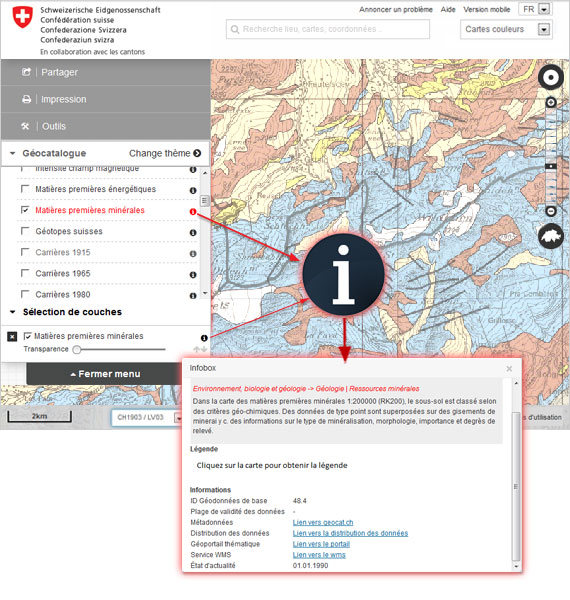 Schweizerische Eidgenossenschaft
Confédération suisse
Confederazione Svizzera
Confederaziun svizra
En collaboration avec les cantons
Annoncer un problème Aide Version mobile FR
Recherche lieu, cartes, coordonnées...
Cartes couleurs
Partager
Impression
Outils
Géocatalogue Change thème
Intensité champ magnétique
Matières premières énergétiques
Matières premières minérales
Géotopes suisses
Carrières 1915
Carrières 1965
Carrières 1980
Sélection de couches
Matières premières minérales
Transparence
Fermer menu
2km
CH1903 / LV03
s d'utilisation
i
Infobox
Environnement, biologie et géologie -> Géologie | Ressources minérales
Dans la carte des matières premières minérales 1:200000 (RK200), le sous-sol est classé selon
des critères géo-chimiques. Des données de type point sont superposées sur des gisements de
minerai y c. des informations sur le type de minéralisation, morphologie, importance et degrés de
relevé.
Légende
Cliquez sur la carte pour obtenir la légende
Informations
ID Géodonnées de base 48.4
Plage de validité des données -
Métadonnées Lien vers geocat.ch
Distribution des données Lien vers la distribution des données
Géoportail thématique Lien vers le portail
Service WMS Lien vers le wms
État d'actualité 01.01.1990